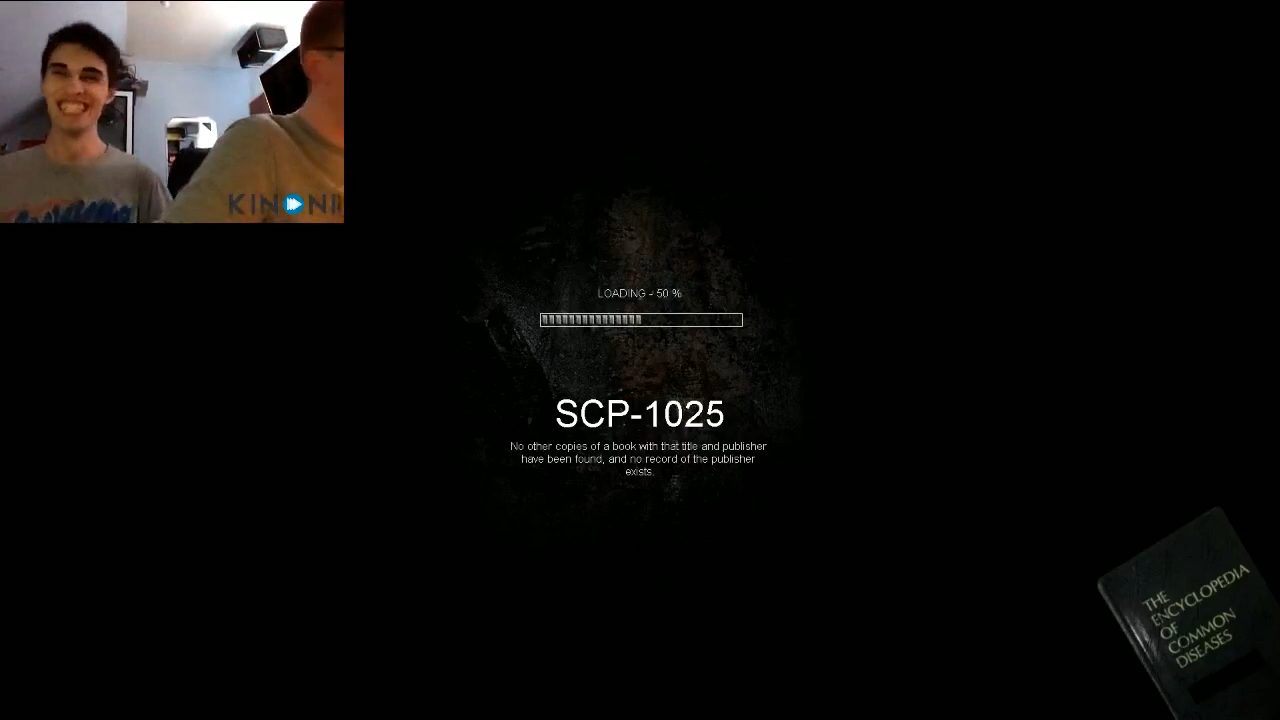 KINONI
LOADING - 50 %
SCP-1025
No other copies of a book with that title and publisher
have been found, and no record of the publisher
exists.
THE
ENCYCLOPEDIA
OF
COMMON
DISEASES